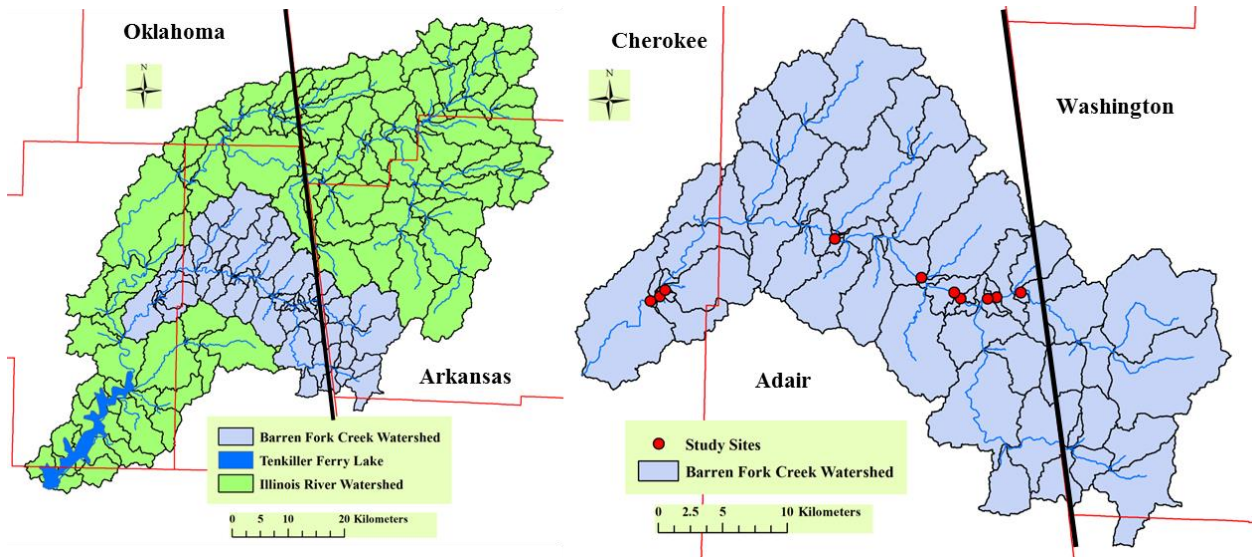 Oklahoma
N
Arkansas
Barren Fork Creek Watershed
Tenkiller Ferry Lake
Illinois River Watershed
0 5 10 20 Kilometers
Cherokee
N
Washington
Adair
Study Sites
Barren Fork Creek Watershed
0 2.5 5 10 Kilometers